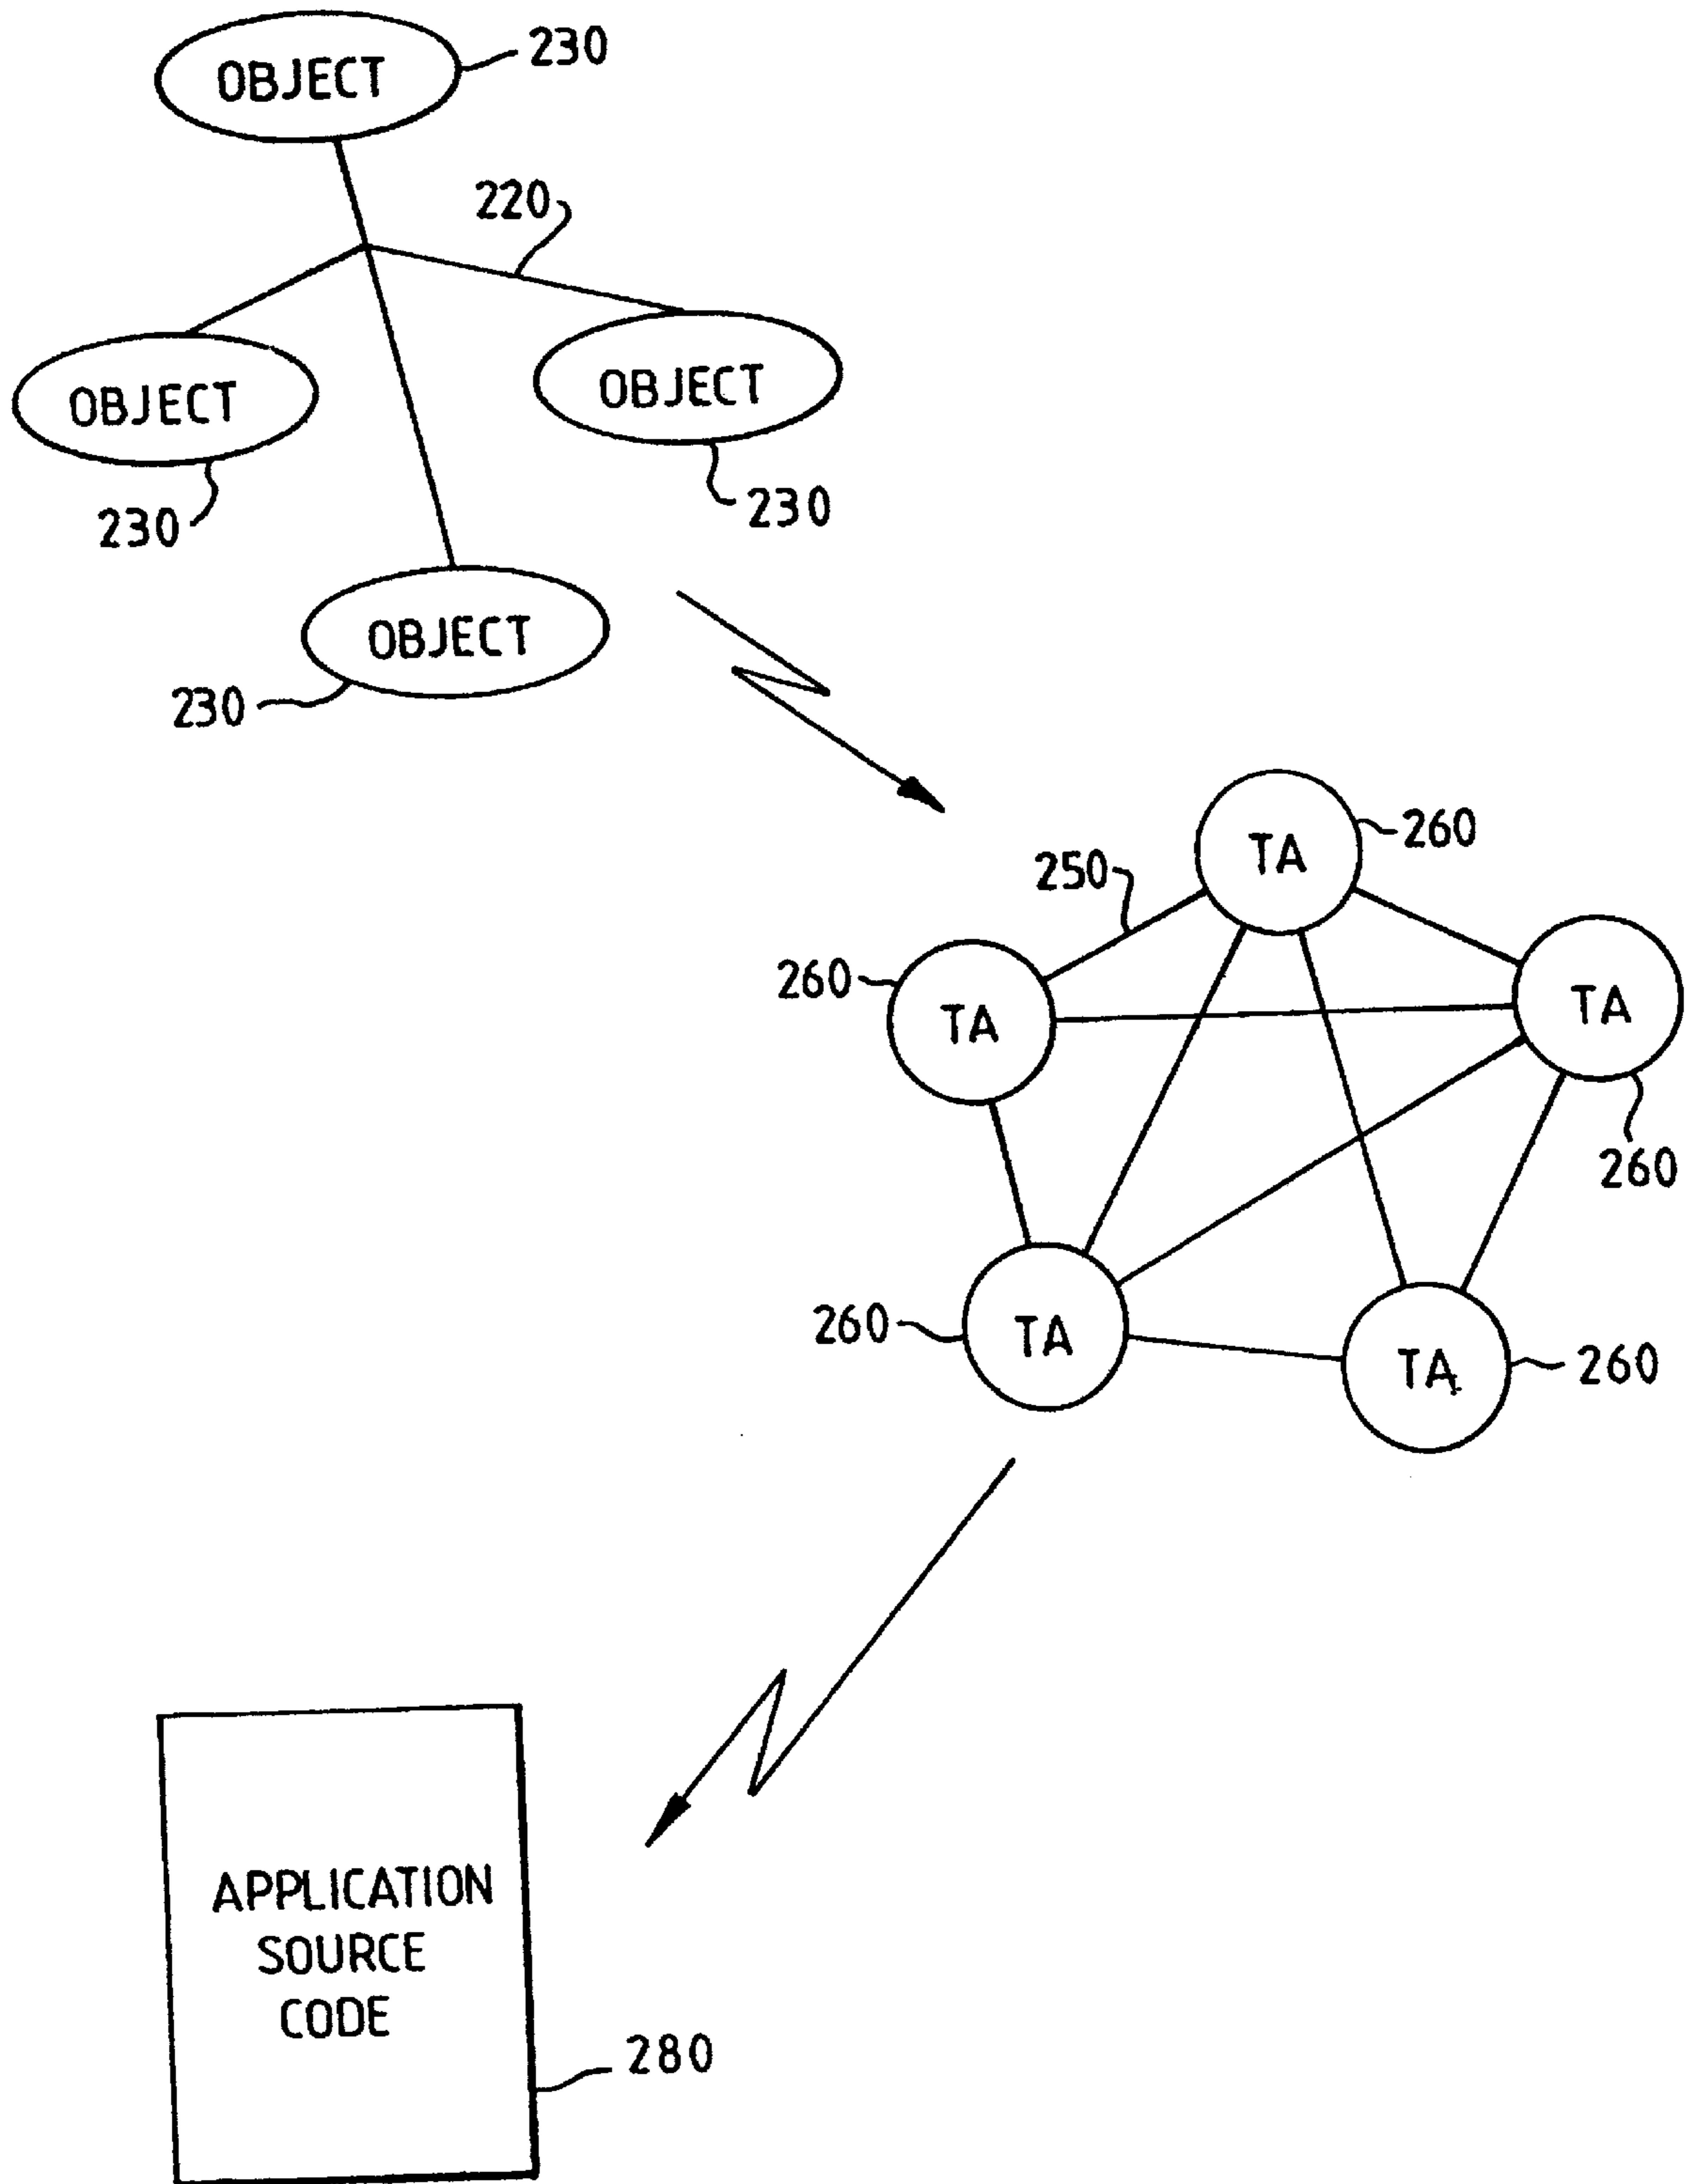 OBJECT
230
220
OBJECT
230
OBJECT
230
OBJECT
230
TA
260
250
TA
260
TA
260
TA
260
TA
260
APPLICATION
SOURCE
CODE
280